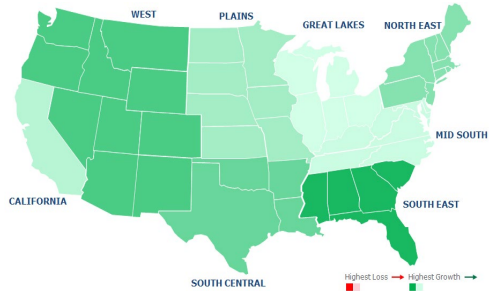 WEST
PLAINS
GREAT LAKES
NORTH EAST
MID SOUTH
CALIFORNIA
SOUTH EAST
SOUTH CENTRAL
Highest Loss
Highest Growth